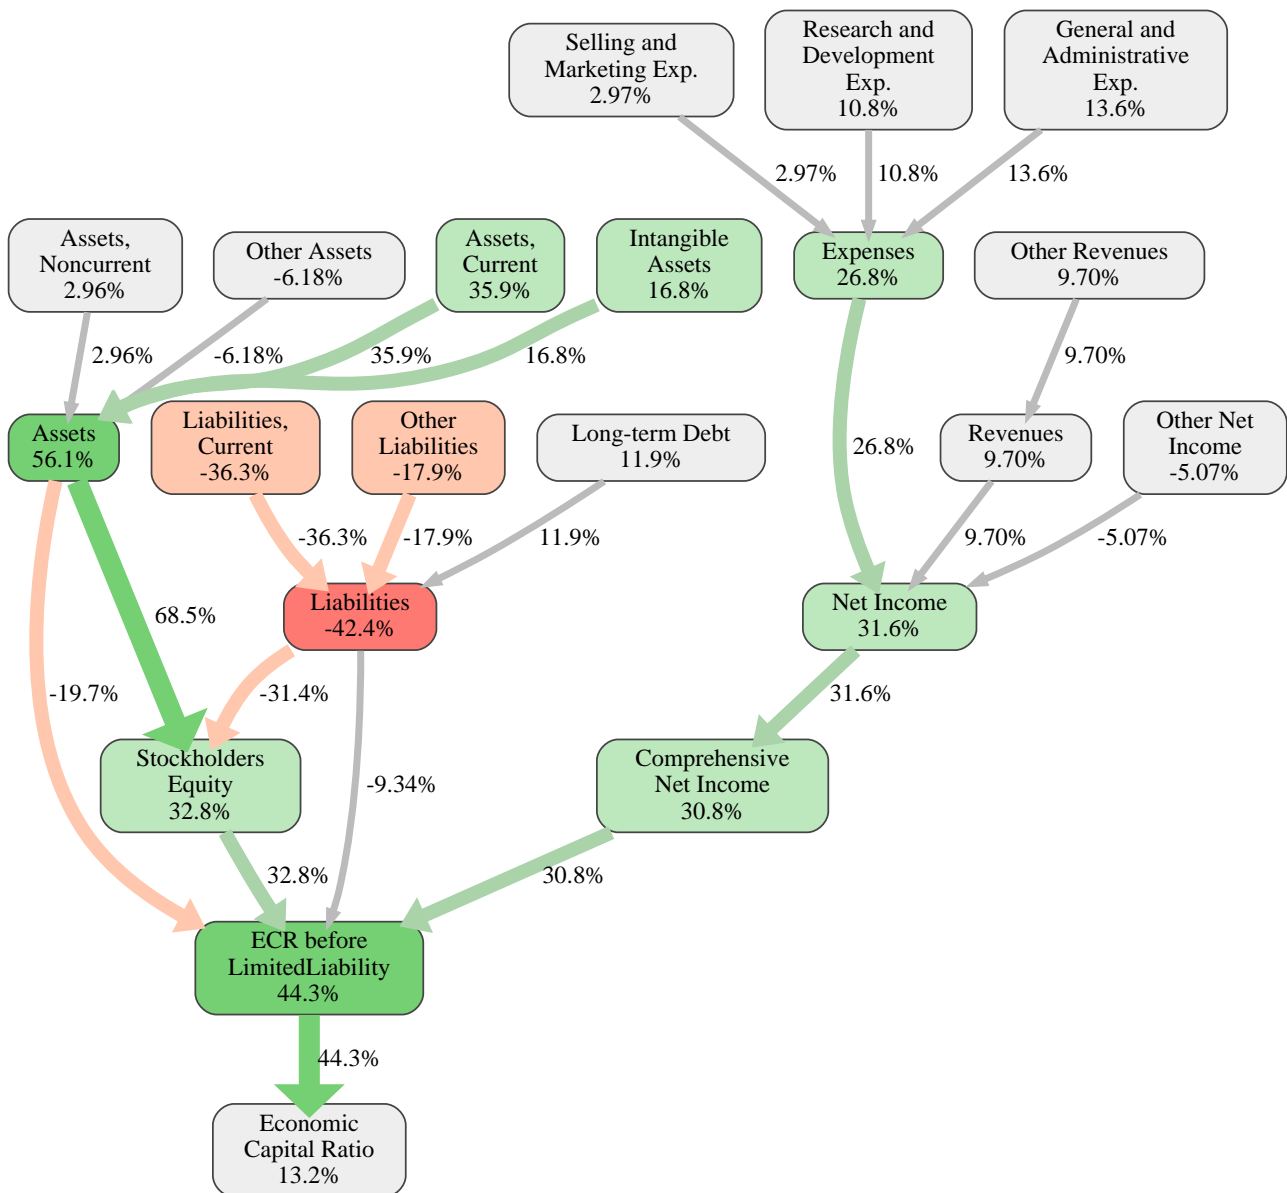 Selling and
Marketing Exp.
2.97%
Research and
Development
Exp.
10.8%
General and
Administrative
Exp.
13.6%
2.97%
10.8%
13.6%
Assets,
Noncurrent
2.96%
Other Assets
-6.18%
Assets,
Current
35.9%
Intangible
Assets
16.8%
Expenses
26.8%
Other Revenues
9.70%
2.96%
-6.18%
35.9%
16.8%
9.70%
Assets
56.1%
Liabilities,
Current
-36.3%
Other
Liabilities
-17.9%
Long-term Debt
11.9%
26.8%
Revenues
9.70%
Other Net
Income
-5.07%
-36.3%
-17.9%
11.9%
9.70%
-5.07%
68.5%
Liabilities
-42.4%
Net Income
31.6%
-19.7%
-31.4%
31.6%
Stockholders
Equity
32.8%
-9.34%
Comprehensive
Net Income
30.8%
32.8%
30.8%
ECR before
LimitedLiability
44.3%
44.3%
Economic
Capital Ratio
13.2%